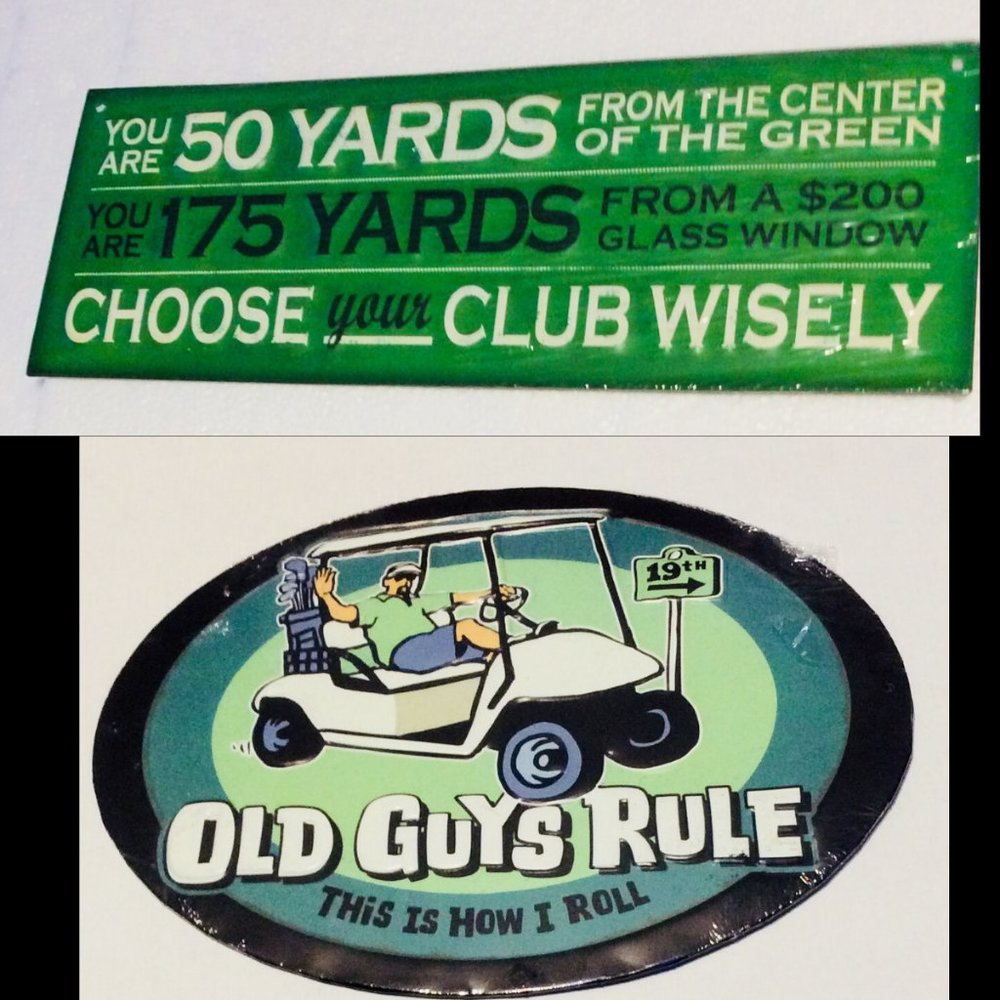 YOU ARE 50 YARDS FROM THE CENTER OF THE GREEN
YOU ARE 175 YARDS FROM A $200 GLASS WINDOW
CHOOSE your CLUB WISELY
19TH
OLD GUYS RULE
THIS IS HOW I ROLL